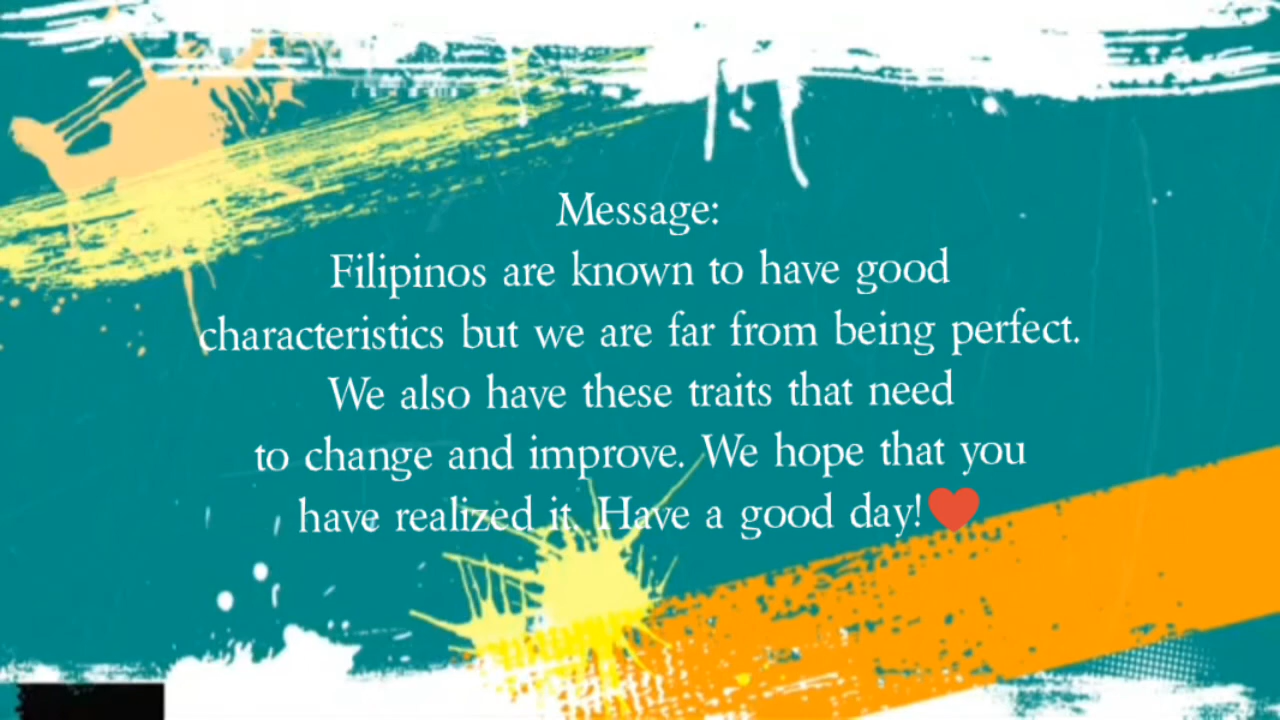 Message:
Filipinos are known to have good
characteristics but we are far from being perfect.
We also have these traits that need
to change and improve. We hope that you
have realized it. Have a good day!❤️